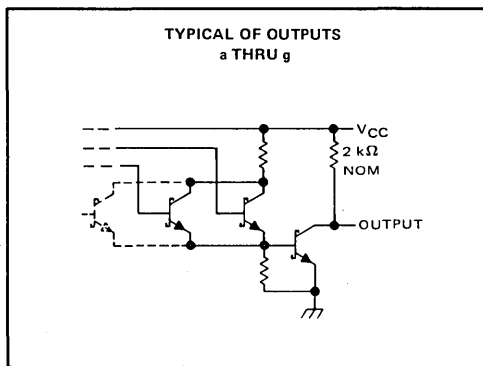 TYPICAL OF OUTPUTS
a THRU g
VCC
2 kΩ
NOM
OUTPUT